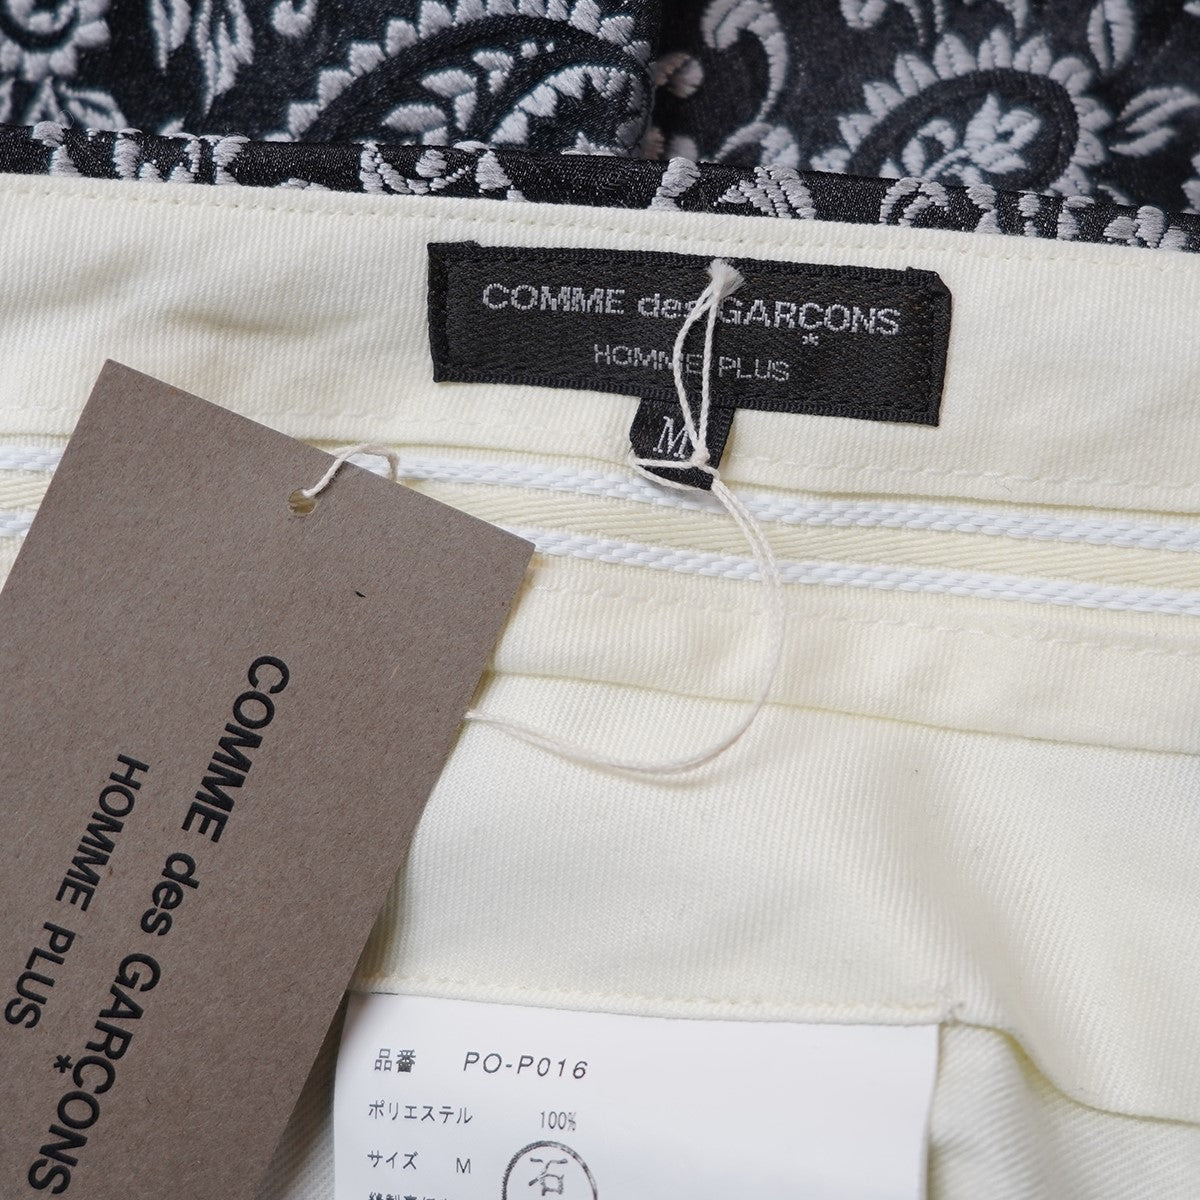 COMME des GARÇONS
HOMME PLUS
M
COMME des GARÇONS
HOMME PLUS
品番 PO-P016
ポリエステル 100%
サイズ M
石